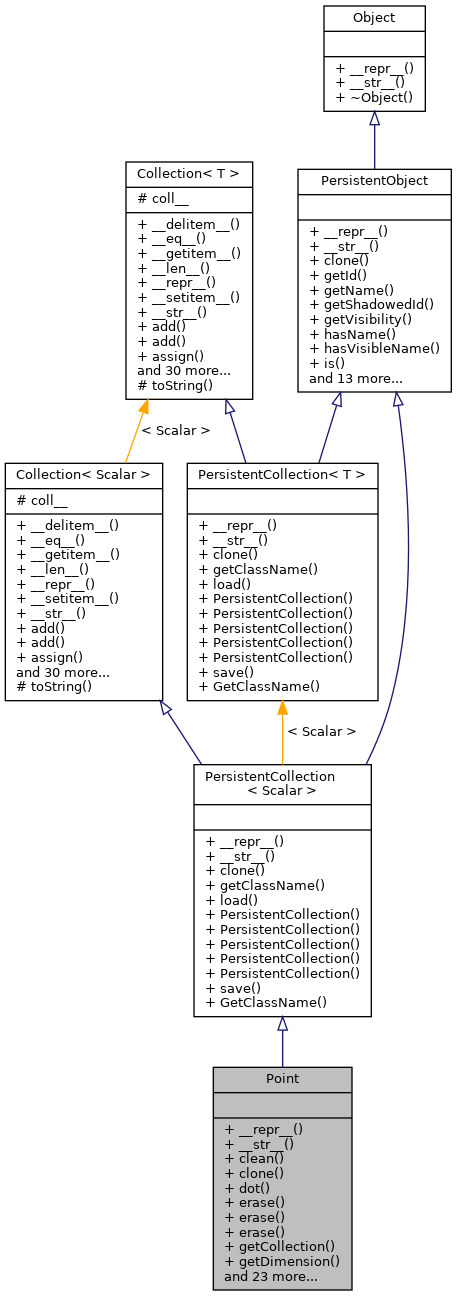 Object
+ __repr__()
+ __str__()
+ ~Object()
PersistentObject
+ __repr__()
+ __str__()
+ clone()
+ getId()
+ getName()
+ getShadowedId()
+ getVisibility()
+ hasName()
+ hasVisibleName()
+ is()
and 13 more...
Collection< T >
# coll__
+ __delitem__()
+ __eq__()
+ __getitem__()
+ __len__()
+ __repr__()
+ __setitem__()
+ __str__()
+ add()
+ add()
+ assign()
and 30 more...
# toString()
< Scalar >
Collection< Scalar >
# coll__
+ __delitem__()
+ __eq__()
+ __getitem__()
+ __len__()
+ __repr__()
+ __setitem__()
+ __str__()
+ add()
+ add()
+ assign()
and 30 more...
# toString()
PersistentCollection< T >
+ __repr__()
+ __str__()
+ clone()
+ getClassName()
+ load()
+ PersistentCollection()
+ PersistentCollection()
+ PersistentCollection()
+ PersistentCollection()
+ PersistentCollection()
+ save()
+ GetClassName()
< Scalar >
PersistentCollection
< Scalar >
+ __repr__()
+ __str__()
+ clone()
+ getClassName()
+ load()
+ PersistentCollection()
+ PersistentCollection()
+ PersistentCollection()
+ PersistentCollection()
+ PersistentCollection()
+ save()
+ GetClassName()
Point
+ __repr__()
+ __str__()
+ clean()
+ clone()
+ dot()
+ erase()
+ erase()
+ erase()
+ getCollection()
+ getDimension()
and 23 more...